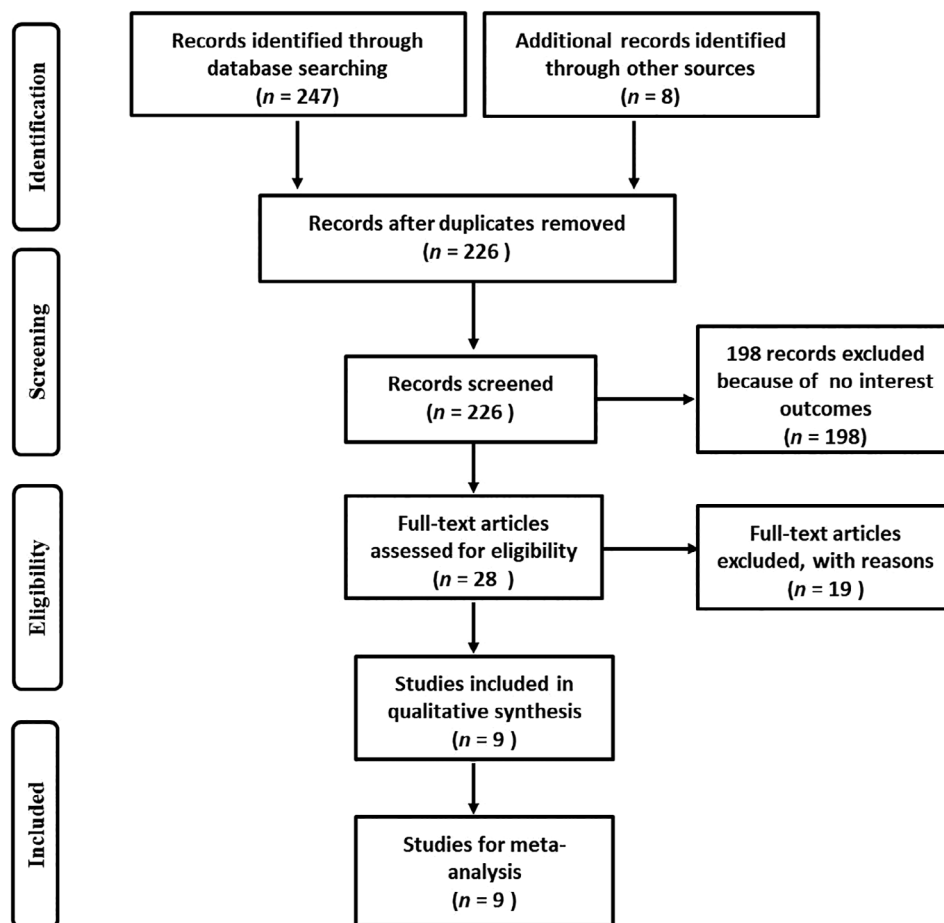 Identification
Records identified through
database searching
(n = 247)
Additional records identified
through other sources
(n = 8)
Records after duplicates removed
(n = 226 )
Screening
Records screened
(n = 226)
198 records excluded
because of no interest
outcomes
(n = 198)
Eligibility
Full-text articles
assessed for eligibility
(n = 28 )
Full-text articles
excluded, with reasons
(n = 19 )
Studies included in
qualitative synthesis
(n = 9 )
Included
Studies for meta-
analysis
(n = 9 )